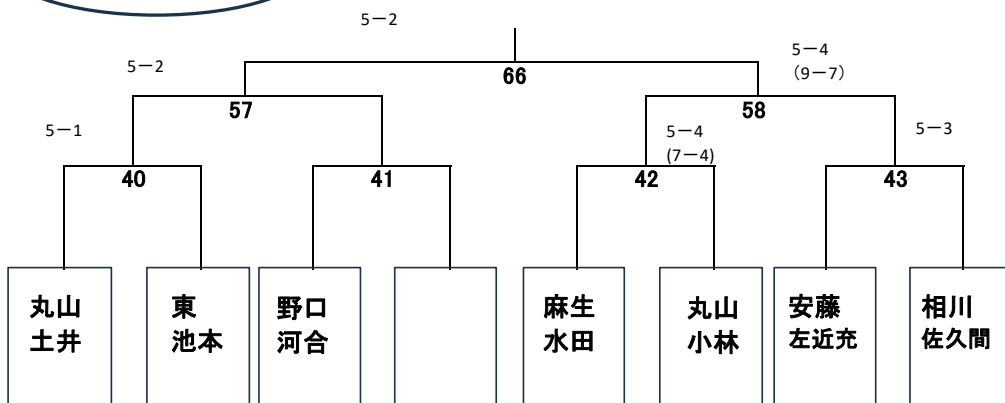 5－2
5－4
(9－7)
5－2
66
57
58
5－1
5－4
(7－4)
5－3
40
41
42
43
丸山
土井
東
池本
野口
河合
麻生
水田
丸山
小林
安藤
左近充
相川
佐久間